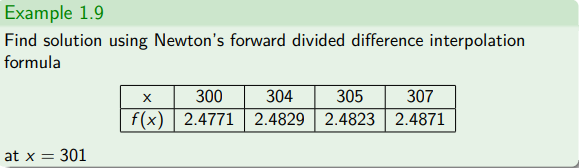 Example 1.9
Find solution using Newton's forward divided difference interpolation
formula
x 300 304 305 307
f(x) 2.4771 2.4829 2.4823 2.4871
at x = 301